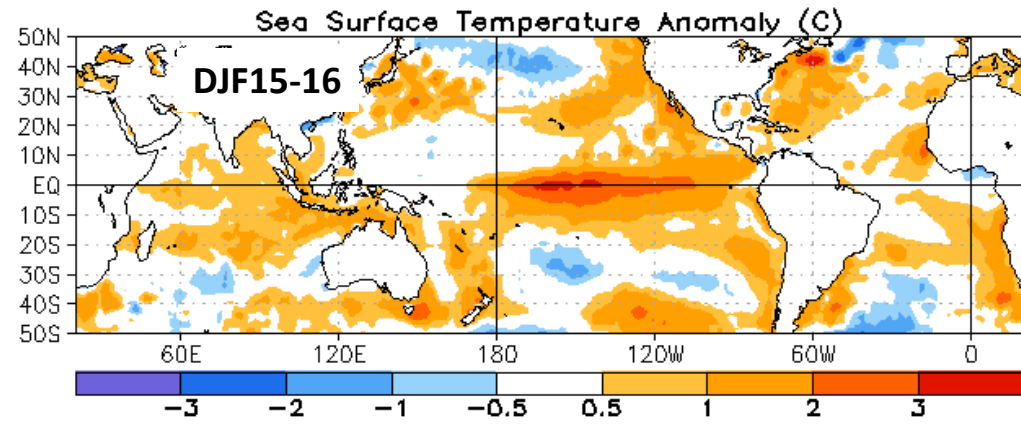 Sea Surface Temperature Anomaly (C)
DJF15-16
50N
40N
30N
20N
10N
EQ
10S
20S
30S
40S
50S
60E 120E 180 120W 60W 0
-3 -2 -1 -0.5 0.5 1 2 3